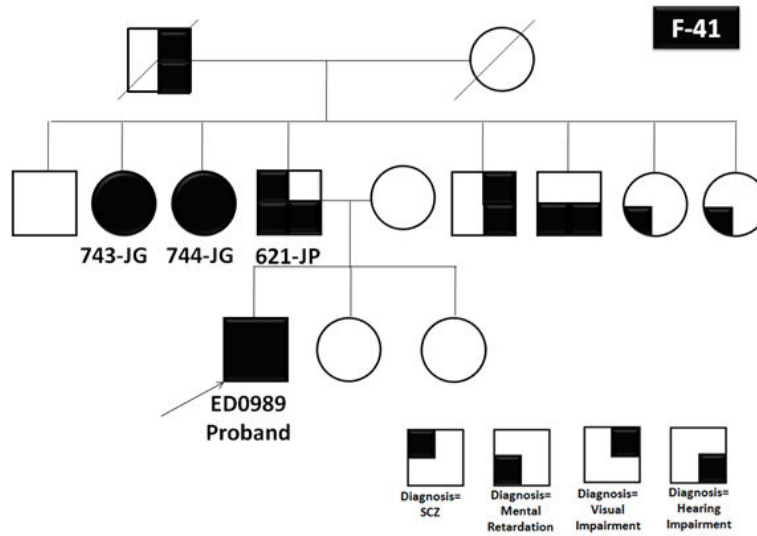 F-41
743-JG 744-JG 621-JP
ED0989
Proband
Diagnosis=
SCZ
Diagnosis=
Mental
Retardation
Diagnosis=
Visual
Impairment
Diagnosis=
Hearing
Impairment